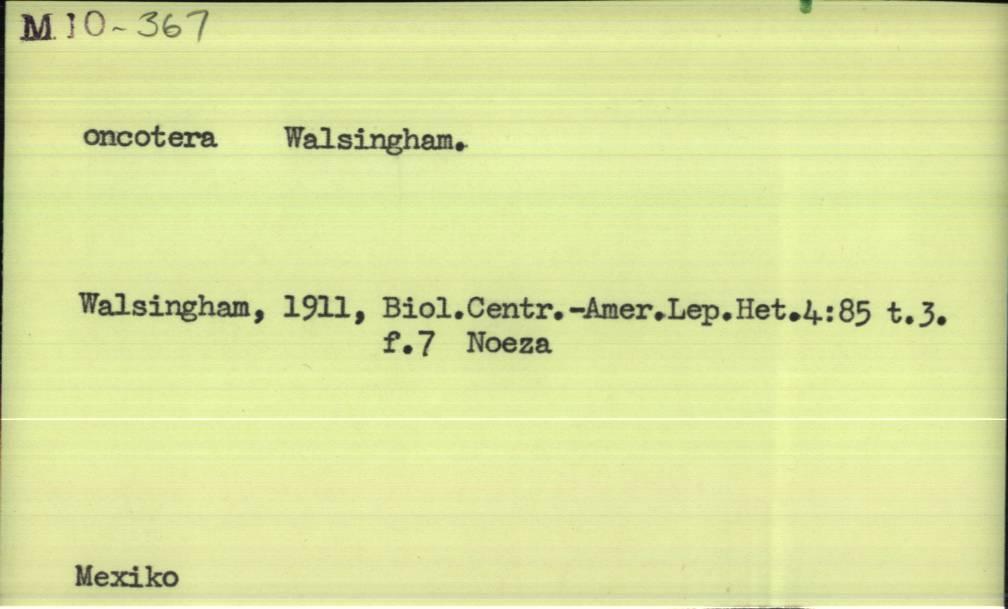 M 10-367
oncotera Walsingham.
Walsingham, 1911, Biol.Centr.-Amer.Lep.Het.4:85 t.3.
f.7 Noeza
Mexiko